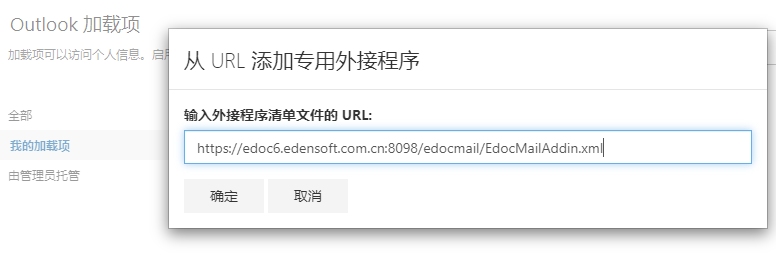 Outlook 加载项
加载项可以访问个人信息。启用
从 URL 添加专用外接程序
全部
输入外接程序清单文件的 URL:
我的加载项
https://edoc6.edensoft.com.cn:8098/edocmail/EdocMailAddin.xml
由管理员托管
确定
取消